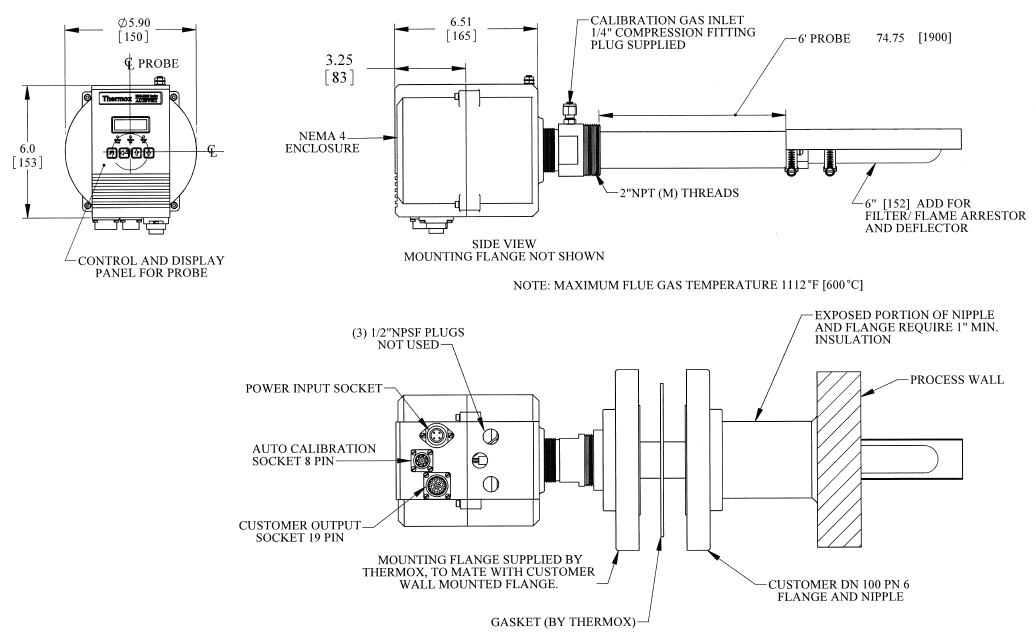 ∅5.90
[150]
℄ PROBE
6.0
[153]
Thermox
℄
CONTROL AND DISPLAY
PANEL FOR PROBE
6.51
[165]
3.25
[83]
NEMA 4
ENCLOSURE
CALIBRATION GAS INLET
1/4" COMPRESSION FITTING
PLUG SUPPLIED
6' PROBE 74.75 [1900]
2"NPT (M) THREADS
6" [152] ADD FOR
FILTER/ FLAME ARRESTOR
AND DEFLECTOR
SIDE VIEW
MOUNTING FLANGE NOT SHOWN
NOTE: MAXIMUM FLUE GAS TEMPERATURE 1112°F [600°C]
(3) 1/2"NPSF PLUGS
NOT USED
POWER INPUT SOCKET
AUTO CALIBRATION
SOCKET 8 PIN
CUSTOMER OUTPUT
SOCKET 19 PIN
MOUNTING FLANGE SUPPLIED BY
THERMOX, TO MATE WITH CUSTOMER
WALL MOUNTED FLANGE.
GASKET (BY THERMOX)
EXPOSED PORTION OF NIPPLE
AND FLANGE REQUIRE 1" MIN.
INSULATION
PROCESS WALL
CUSTOMER DN 100 PN 6
FLANGE AND NIPPLE